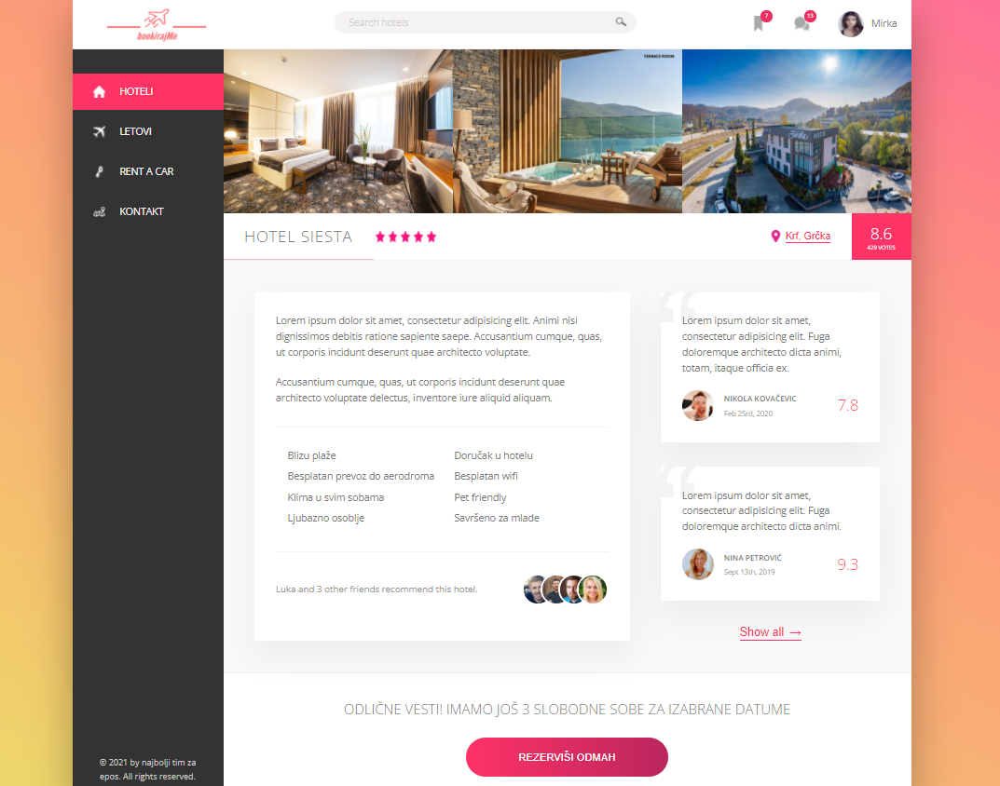 bookirajMe
Search hotels
7
13
Mirka
HOTELI
LETOVI
RENT A CAR
KONTAKT
TERRACE ROOM
Siesta HOTEL
HOTEL SIESTA
Krf, Grčka
8.6
429 VOTES
Lorem ipsum dolor sit amet, consectetur adipisicing elit. Animi nisi
dignissimos debitis ratione sapiente saepe. Accusantium cumque, quas,
ut corporis incidunt deserunt quae architecto voluptate.
Accusantium cumque, quas, ut corporis incidunt deserunt quae
architecto voluptate delectus, inventore iure aliquid aliquam.
Blizu plaže
Doručak u hotelu
Besplatan prevoz do aerodroma
Besplatan wifi
Klima u svim sobama
Pet friendly
Ljubazno osoblje
Savršeno za mlade
Luka and 3 other friends recommend this hotel.
“
Lorem ipsum dolor sit amet,
consectetur adipisicing elit. Fuga
doloremque architecto dicta animi,
totam, itaque officia ex.
NIKOLA KOVAČEVIC
Feb 25rd, 2020
7.8
“
Lorem ipsum dolor sit amet,
consectetur adipisicing elit. Fuga
doloremque architecto dicta animi.
NINA PETROVIĆ
Sept 13th, 2019
9.3
Show all →
ODLIČNE VESTI! IMAMO JOŠ 3 SLOBODNE SOBE ZA IZABRANE DATUME
REZERVIŠI ODMAH
© 2021 by najbolji tim za
epos. All rights reserved.